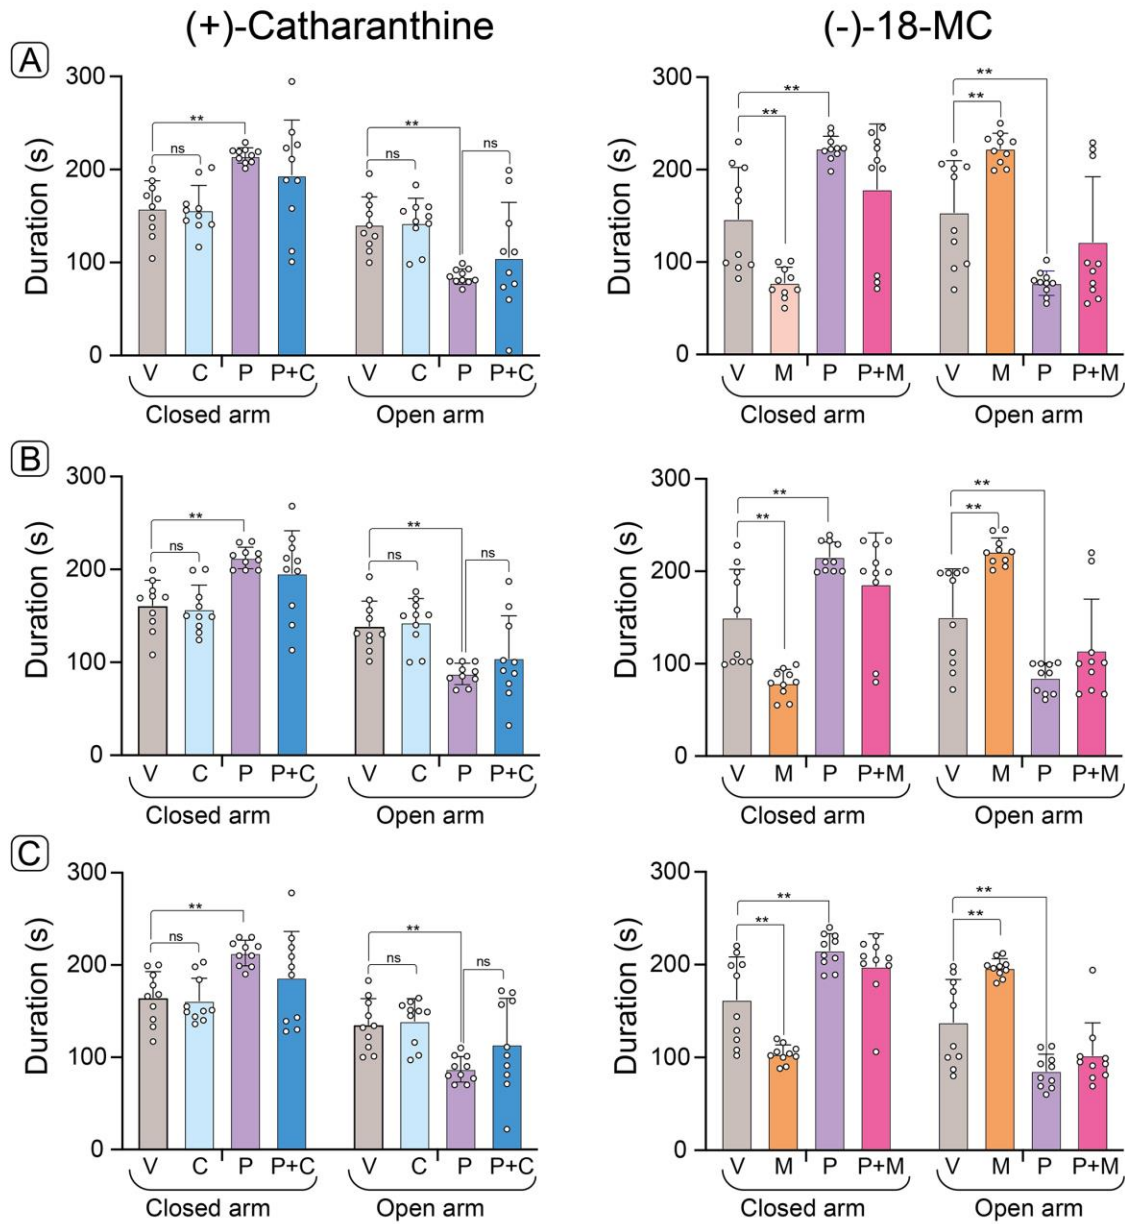 (+)-Catharanthine (-)-18-MC
A
Duration (s)
300
200
100
0
** ns ** ns ns
V C P P+C V C P P+C
Closed arm Open arm
Duration (s)
300
200
100
0
** ** ** **
V M P P+M V M P P+M
Closed arm Open arm
B
Duration (s)
300
200
100
0
** ns ** ns ns
V C P P+C V C P P+C
Closed arm Open arm
Duration (s)
300
200
100
0
** ** ** **
V M P P+M V M P P+M
Closed arm Open arm
C
Duration (s)
300
200
100
0
** ns ** ns ns
V C P P+C V C P P+C
Closed arm Open arm
Duration (s)
300
200
100
0
** ** ** **
V M P P+M V M P P+M
Closed arm Open arm